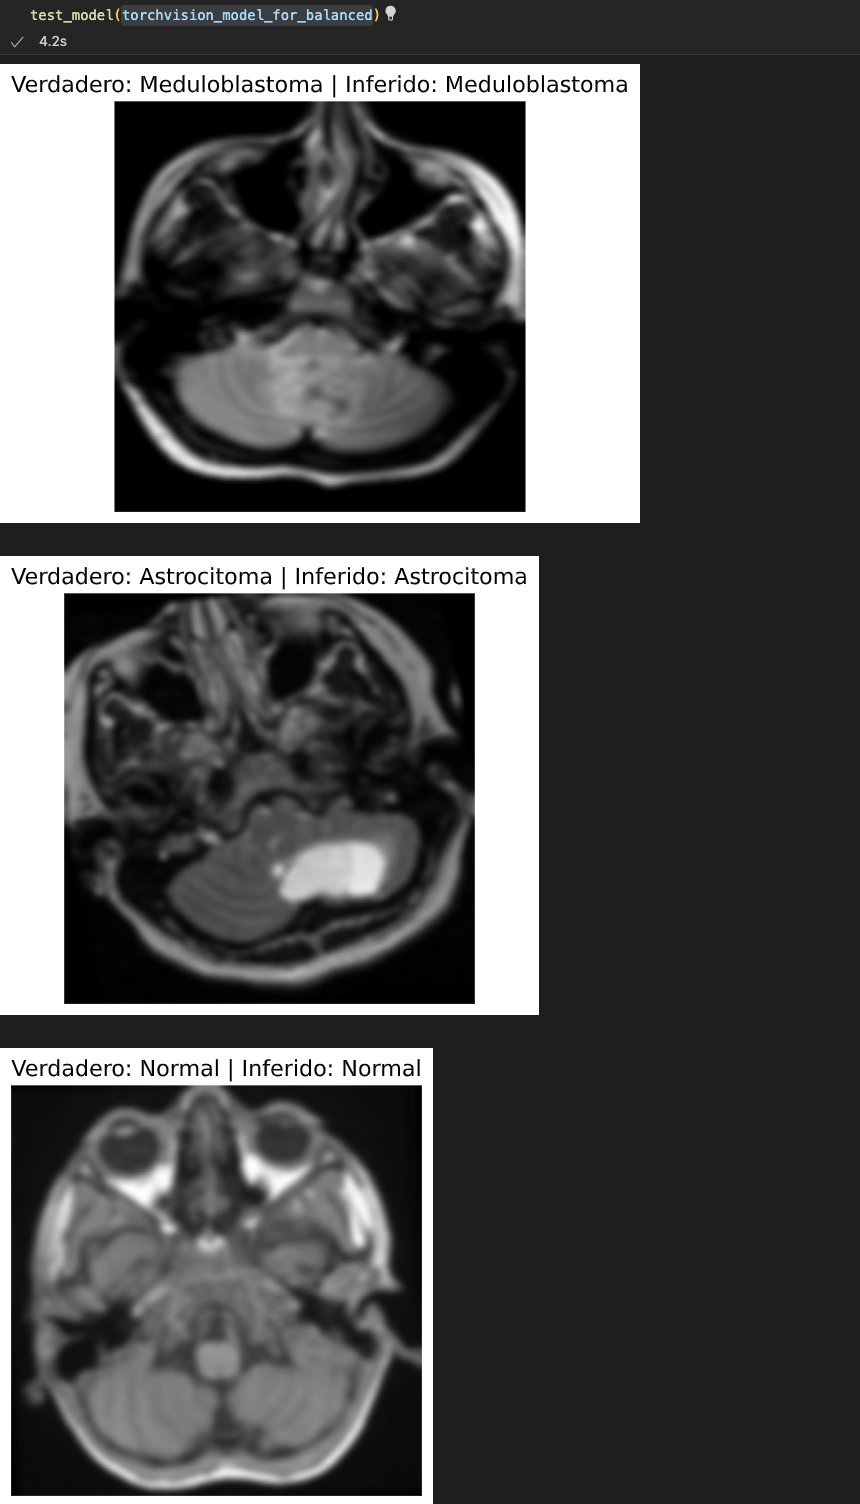 test_model(torchvision_model_for_balanced)
4.2s
Verdadero: Meduloblastoma | Inferido: Meduloblastoma
Verdadero: Astrocitoma | Inferido: Astrocitoma
Verdadero: Normal | Inferido: Normal